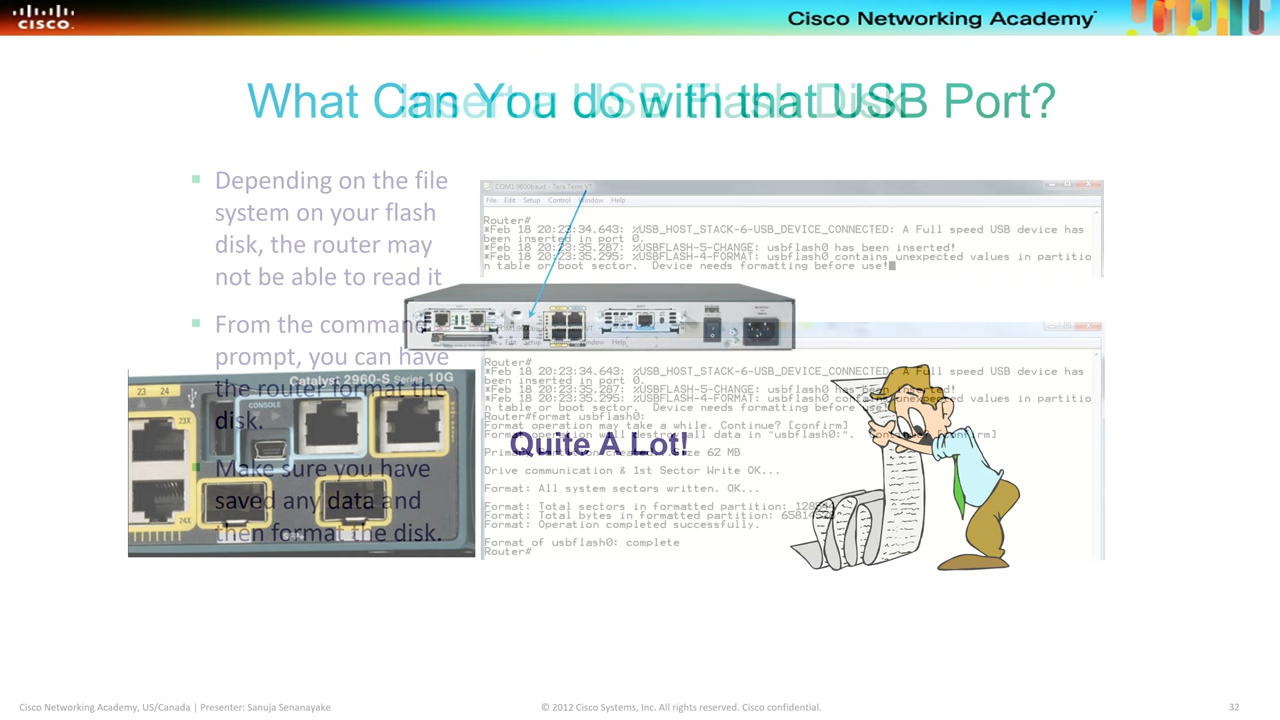 CISCO.
Cisco Networking Academy
What Can You do with that USB Port?
Insert a USB Flash Disk
Depending on the file
system on your flash
disk, the router may
not be able to read it
From the command
prompt, you can have
the router format the
disk.
Make sure you have
saved any data and
then format the disk.
COM1:9600baud - Tera Term VT
File Edit Setup Control Window Help
Router#
*Feb 18 20:23:34.643: %USB_HOST_STACK-6-USB_DEVICE_CONNECTED: A Full speed USB device has
been inserted in port 0.
*Feb 18 20:23:35.287: %USBFLASH-5-CHANGE: usbflash0 has been inserted!
*Feb 18 20:23:35.295: %USBFLASH-4-FORMAT: usbflash0 contains unexpected values in partitio
n table or boot sector.  Device needs formatting before use!
Edit Setup Window Help
Router#
*Feb 18 20:23:34.643: %USB_HOST_STACK-6-USB_DEVICE_CONNECTED: A Full speed USB device has
been inserted in port 0.
*Feb 18 20:23:35.287: %USBFLASH-5-CHANGE: usbflash0 has been inserted!
*Feb 18 20:23:35.295: %USBFLASH-4-FORMAT: usbflash0 contains unexpected values in partitio
n table or boot sector.  Device needs formatting before use!
Router#format usbflash0:
Format operation may take a while. Continue? [confirm]
Format operation will destroy all data in "usbflash0:".  Continue? [confirm]
Quite A Lot!
Primary Partition created...Size 62 MB
Drive communication & 1st Sector Write OK...
Format: All system sectors written. OK...
Format: Total sectors in formatted partition:
Format: Total bytes in formatted partition:
Format: Operation completed successfully.
Format of usbflash0: complete
Router#
Catalyst 2960-S Series 10G
23 24
CONSOLE
23X
24X
Cisco Networking Academy, US/Canada | Presenter: Sanuja Senanayake
© 2012 Cisco Systems, Inc. All rights reserved. Cisco confidential.
32